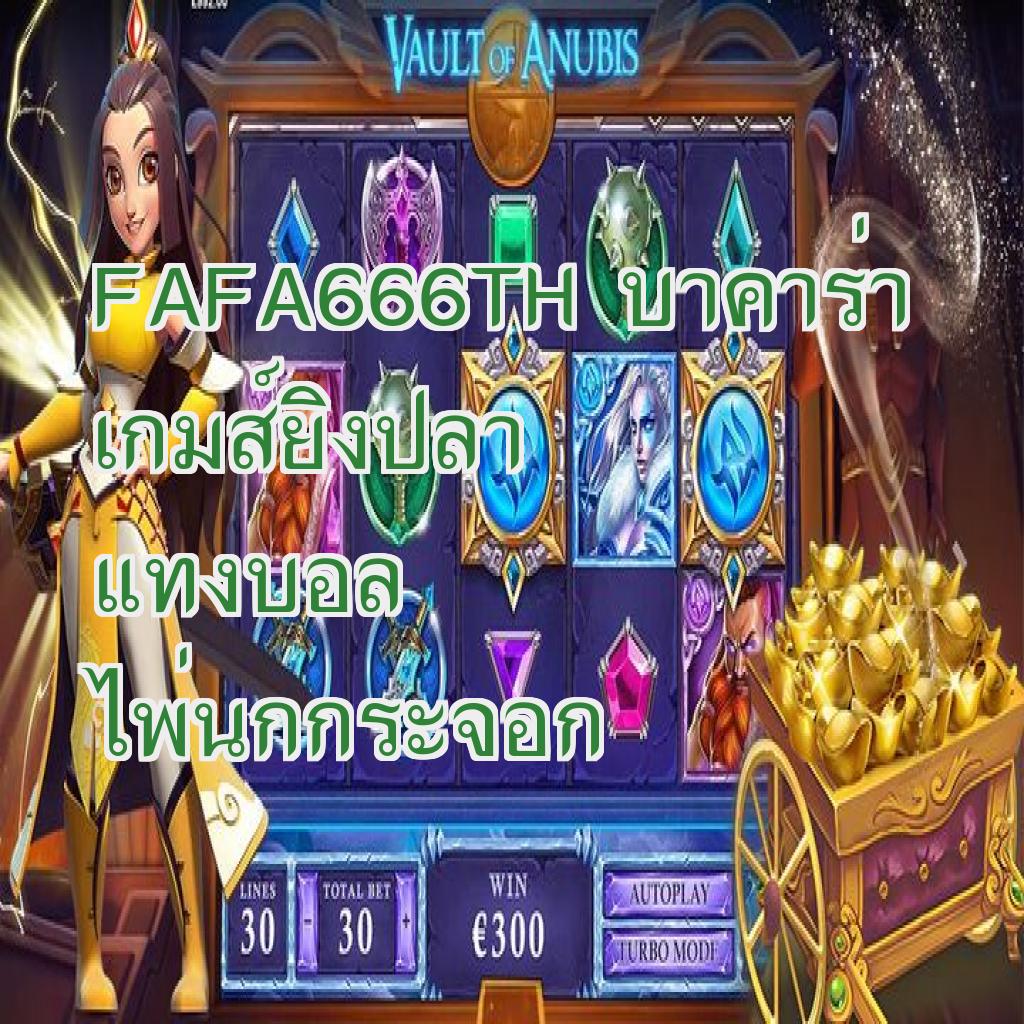 VAULT OF ANUBIS
FAFA666TH บาคาร่า
เกมส์ยิงปลา
แทงบอล
ไพ่นกกระจอก
LINES
30
TOTAL BET
- 30 +
WIN
€300
AUTOPLAY
TURBO MODE